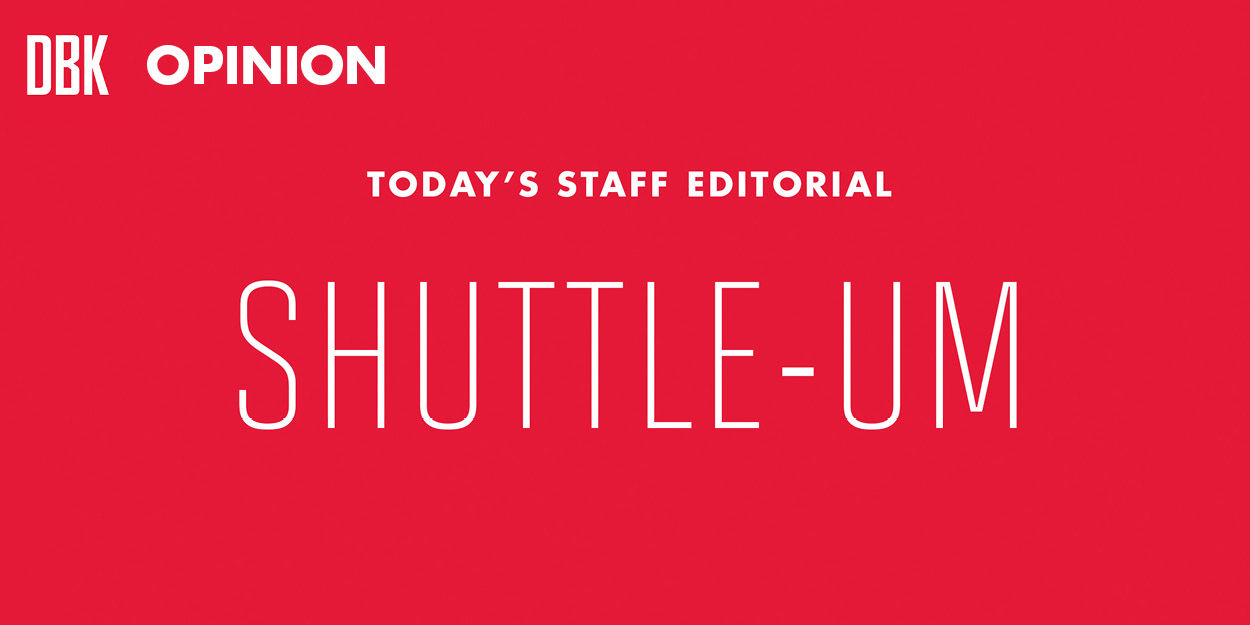 DBK OPINION
TODAY’S STAFF EDITORIAL
SHUTTLE-UM